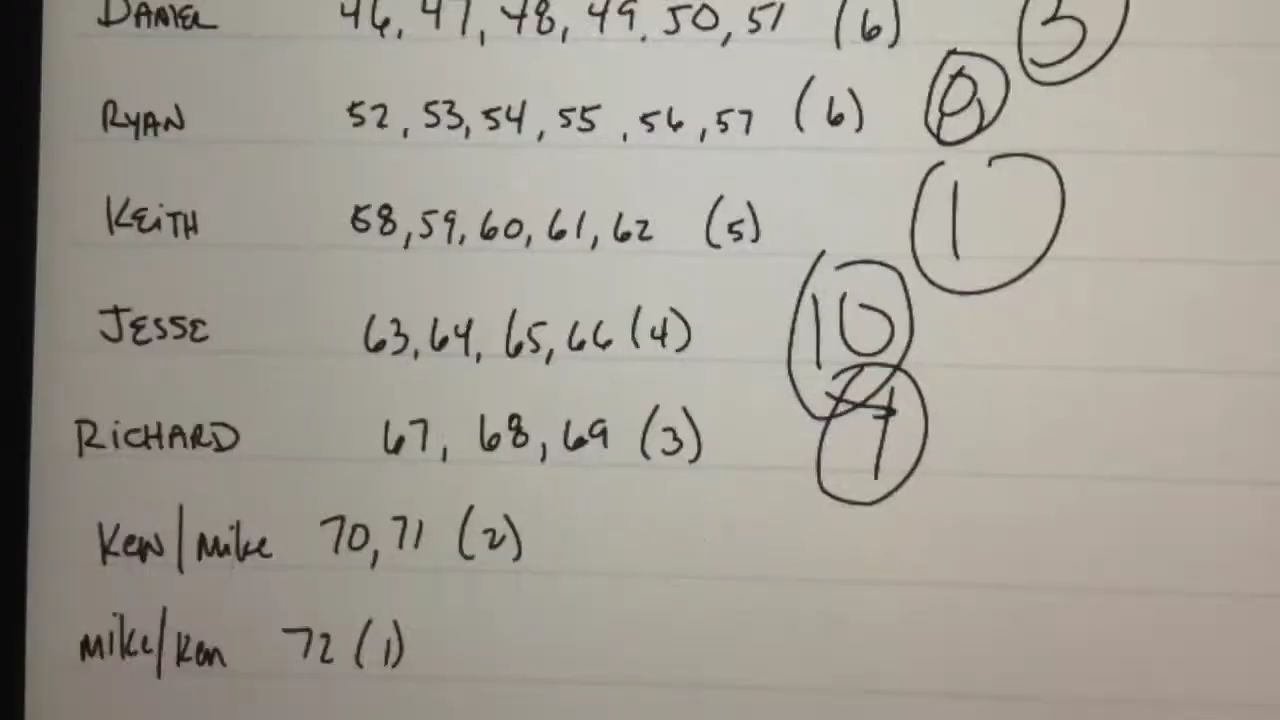 DANIEL 46, 47, 48, 49, 50, 51 (6) 3
RYAN 52, 53, 54, 55, 56, 57 (6)
KEITH 58, 59, 60, 61, 62 (5) 1
JESSE 63, 64, 65, 66 (4) 10
RICHARD 67, 68, 69 (3) 7
Ken/mike 70, 71 (2)
mike/ken 72 (1)